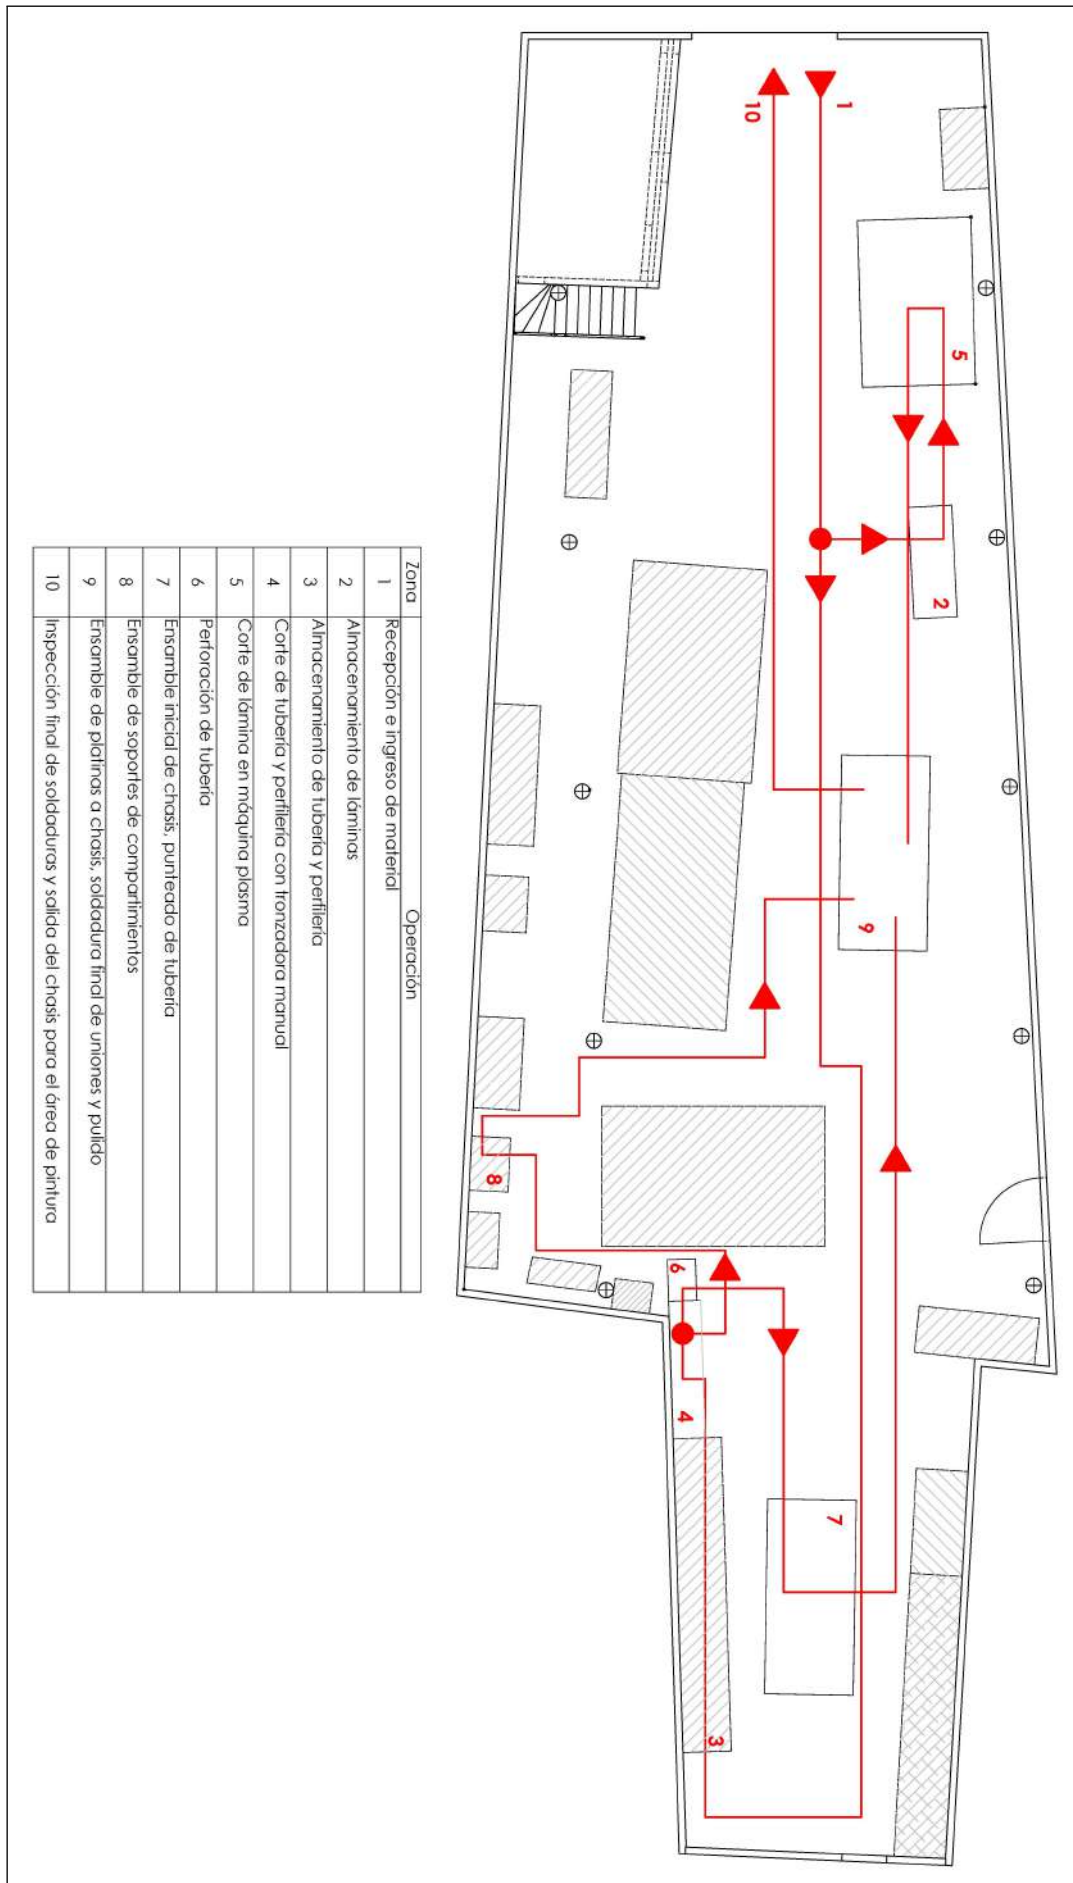 1
10
5
2
9
8
6
4
7
3
Zona Operación
1 Recepción e ingreso de material
2 Almacenamiento de láminas
3 Almacenamiento de tubería y perfilería
4 Corte de tubería y perfilería con tronzadora manual
5 Corte de lámina en máquina plasma
6 Perforación de tubería
7 Ensamble inicial de chasis, punteado de tubería
8 Ensamble de soportes de compartimientos
9 Ensamble de platinas a chasis, soldadura final de uniones y pulido
10 Inspección final de soldaduras y salida del chasis para el área de pintura